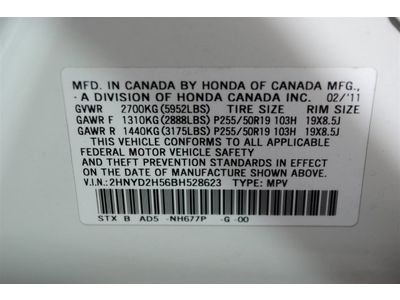 MFD. IN CANADA BY HONDA OF CANADA MFG.,
- A DIVISION OF HONDA CANADA INC. 02/'11
GVWR 2700KG (5952LBS) TIRE SIZE RIM SIZE
GAWR F 1310KG (2888LBS) P255/50R19 103H 19X8.5J
GAWR R 1440KG (3175LBS) P255/50R19 103H 19X8.5J
THIS VEHICLE CONFORMS TO ALL APPLICABLE
FEDERAL MOTOR VEHICLE SAFETY AND
THEFT PREVENTION STANDARDS IN EFFECT
ON THE DATE OF MANUFACTURE SHOWN ABOVE.
V.I.N.: 2HNYD2H56BH528623 TYPE: MPV
STX B AD5 -NH677P -G -00